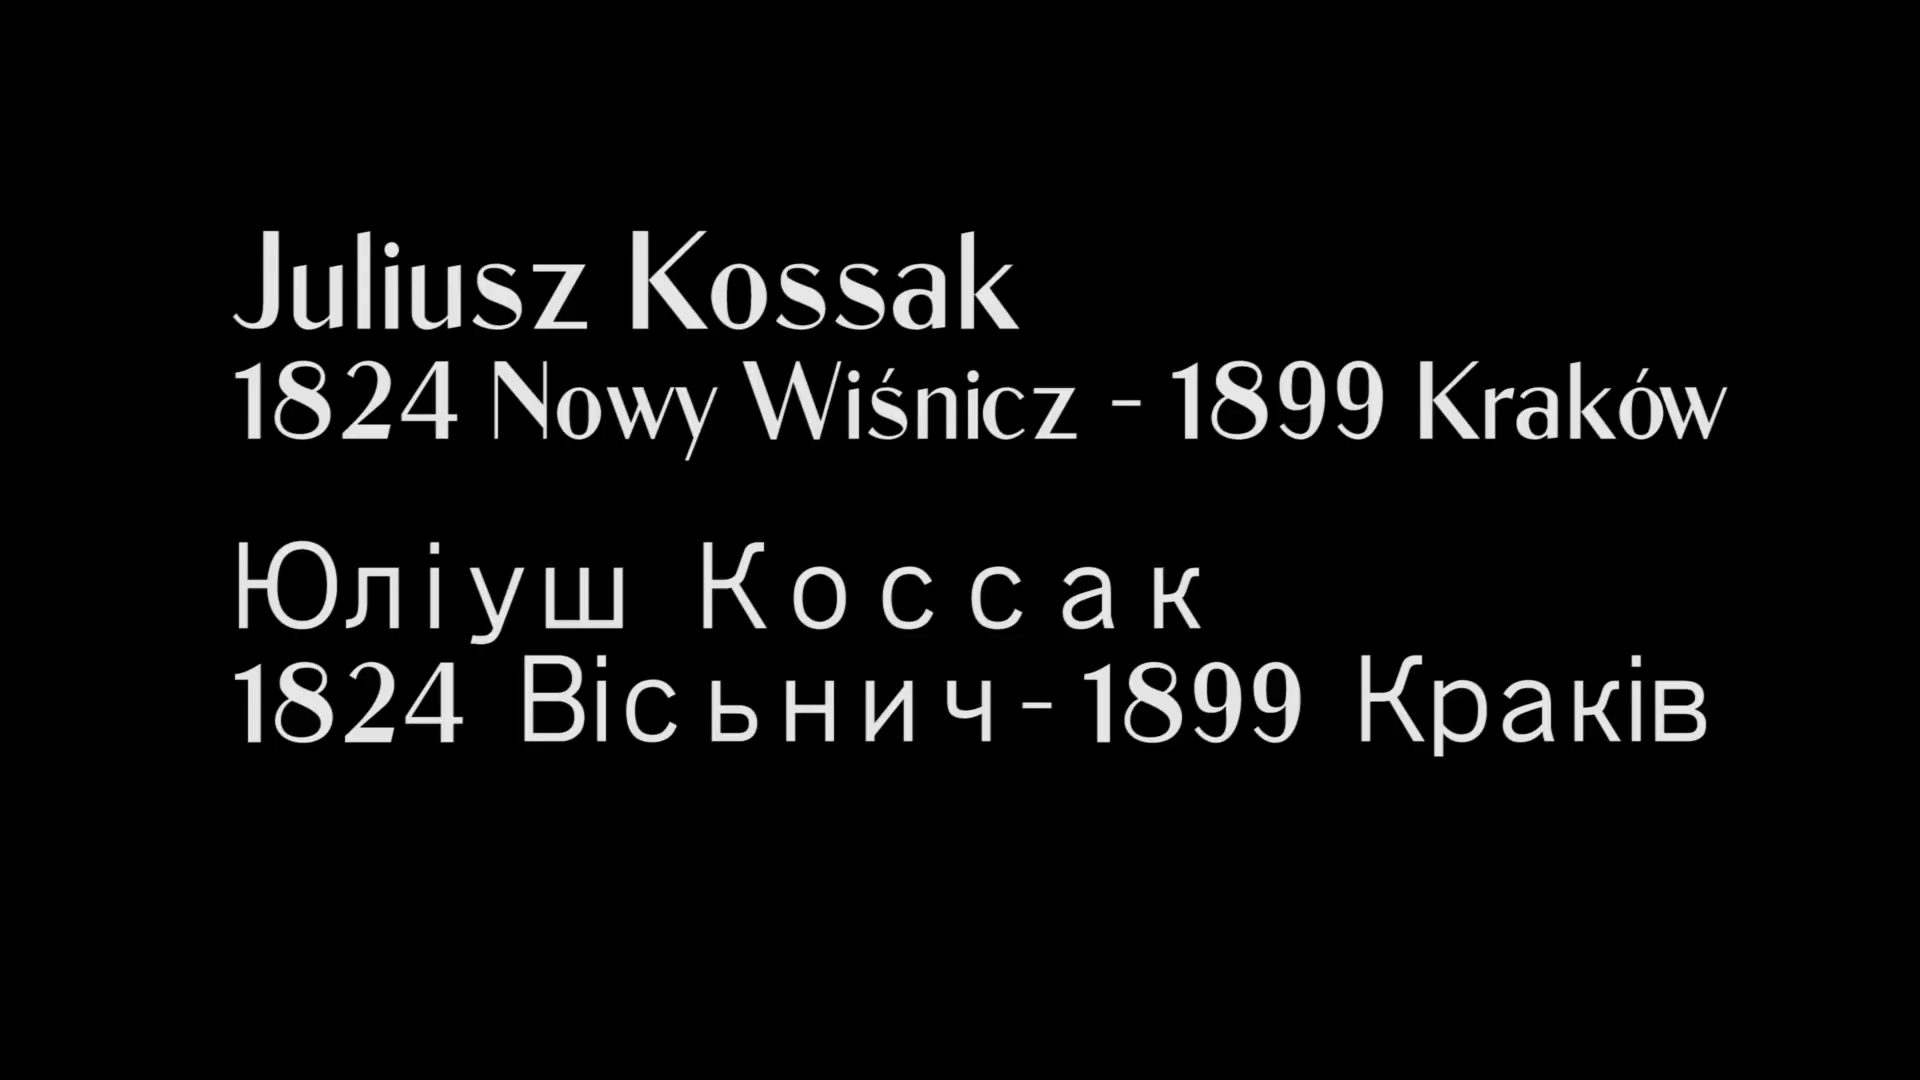 Juliusz Kossak
1824 Nowy Wiśnicz - 1899 Kraków
Юліуш Коссак
1824 Вісьнич - 1899 Краків